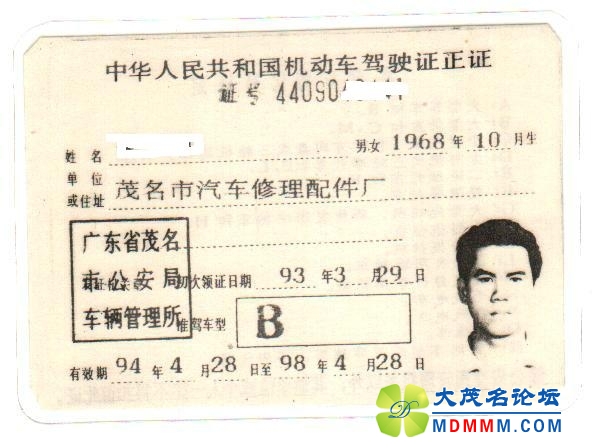 中华人民共和国机动车驾驶证正证
证号 44090
姓名 男女 1968 年 10 月生
单位
或住址 茂名市汽车修理配件厂
广东省茂名
市公安局
车辆管理所
初次领证日期 93 年 3 月 29 日
准驾车型 B
有效期 94 年 4 月 28 日至 98 年 4 月 28 日
大茂名论坛
MDMMM.COM